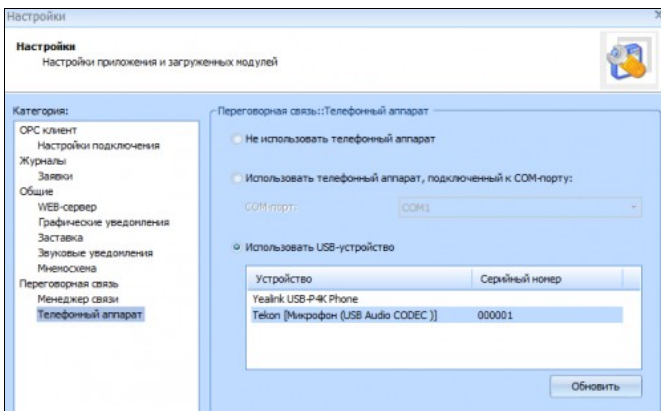 Настройки
Настройки
Настройки приложения и загруженных модулей
Категория:
OPC клиент
Настройки подключения
Журналы
Заявки
Общие
WEB-сервер
Графические уведомления
Заставка
Звуковые уведомления
Мнемосхема
Переговорная связь
Менеджер связи
Телефонный аппарат
Переговорная связь::Телефонный аппарат
Не использовать телефонный аппарат
Использовать телефонный аппарат, подключенный к COM-порту:
COM-порт: COM1
Использовать USB-устройство
Устройство Серийный номер
Yealink USB-P4K Phone
Tekon [Микрофон (USB Audio CODEC )] 000001
Обновить